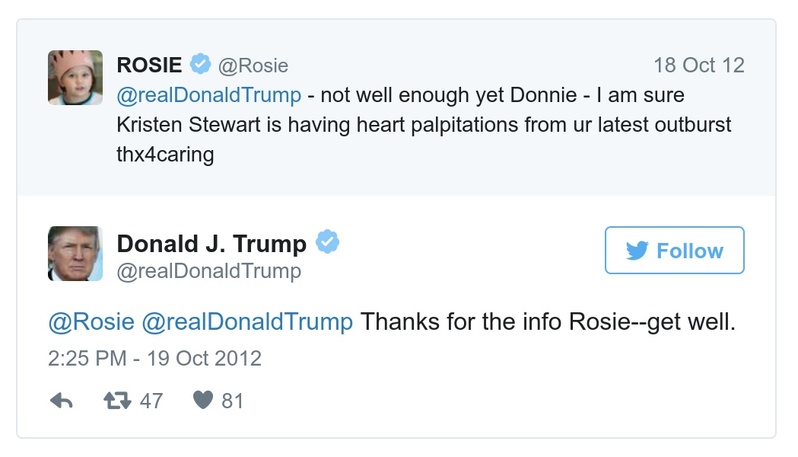 ROSIE @Rosie 18 Oct 12
@realDonaldTrump - not well enough yet Donnie - I am sure
Kristen Stewart is having heart palpitations from ur latest outburst
thx4caring
Donald J. Trump
@realDonaldTrump
Follow
@Rosie @realDonaldTrump Thanks for the info Rosie--get well.
2:25 PM - 19 Oct 2012
47 81